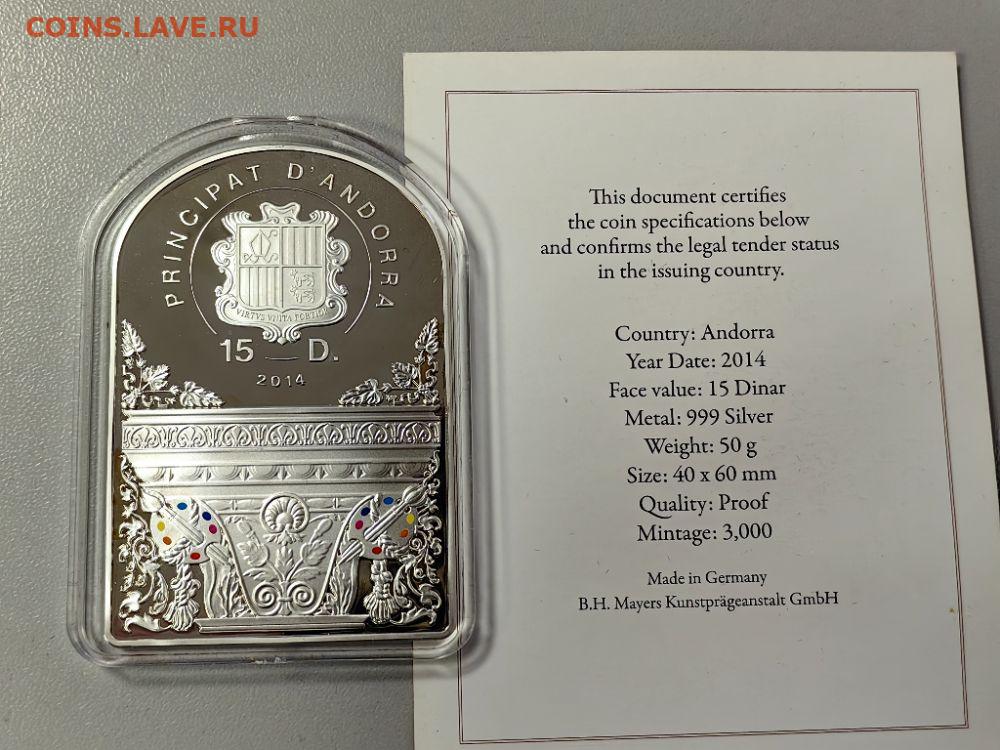 COINS.LAVE.RU
PRINCIPAT D'ANDORRA
VIRTVS VNITA FORTIOR
15 D.
2014
This document certifies
the coin specifications below
and confirms the legal tender status
in the issuing country.
Country: Andorra
Year Date: 2014
Face value: 15 Dinar
Metal: 999 Silver
Weight: 50 g
Size: 40 x 60 mm
Quality: Proof
Mintage: 3,000
Made in Germany
B.H. Mayers Kunstprägeanstalt GmbH